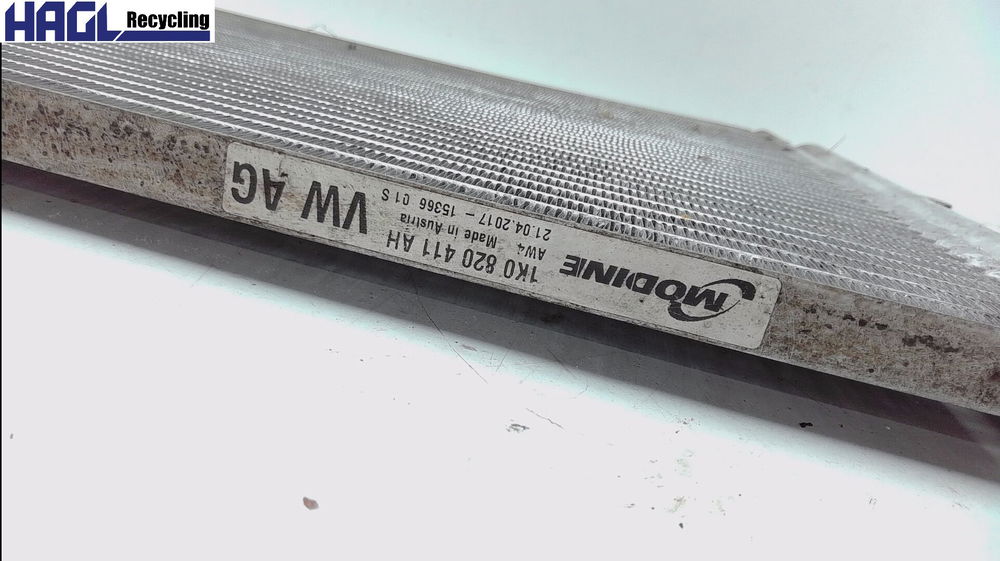 HAGL Recycling
MODINE
1K0 820 411 AH
AW4 Made in Austria
21.04.2017 - 15366 01 S
VW AG